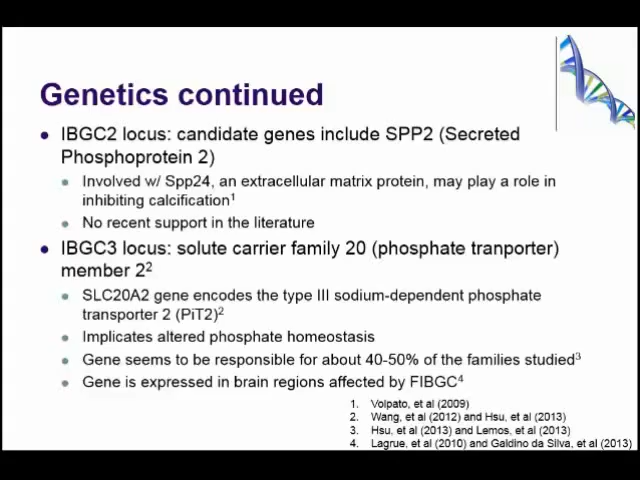 Genetics continued
IBGC2 locus: candidate genes include SPP2 (Secreted
Phosphoprotein 2)
Involved w/ Spp24, an extracellular matrix protein, may play a role in
inhibiting calcification1
No recent support in the literature
IBGC3 locus: solute carrier family 20 (phosphate tranporter)
member 22
SLC20A2 gene encodes the type III sodium-dependent phosphate
transporter 2 (PiT2)2
Implicates altered phosphate homeostasis
Gene seems to be responsible for about 40-50% of the families studied3
Gene is expressed in brain regions affected by FIBGC4
1. Volpato, et al (2009)
2. Wang, et al (2012) and Hsu, et al (2013)
3. Hsu, et al (2013) and Lemos, et al (2013)
4. Lagrue, et al (2010) and Galdino da Silva, et al (2013)